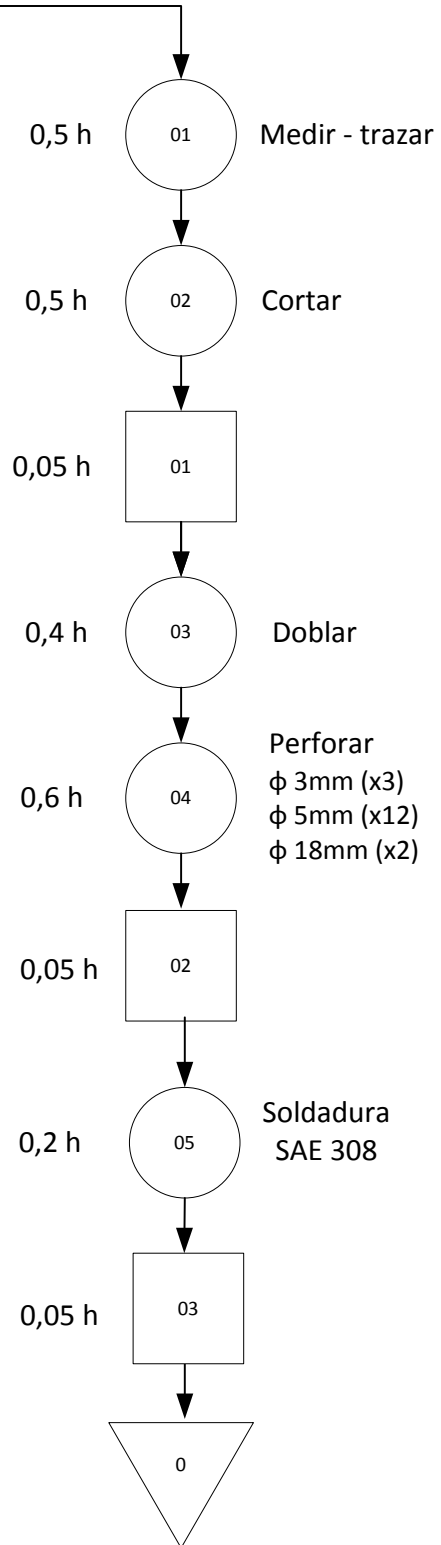 0,5 h 01 Medir - trazar
0,5 h 02 Cortar
0,05 h 01
0,4 h 03 Doblar
0,6 h 04 Perforar
ϕ 3mm (x3)
ϕ 5mm (x12)
ϕ 18mm (x2)
0,05 h 02
0,2 h 05 Soldadura
SAE 308
0,05 h 03
0